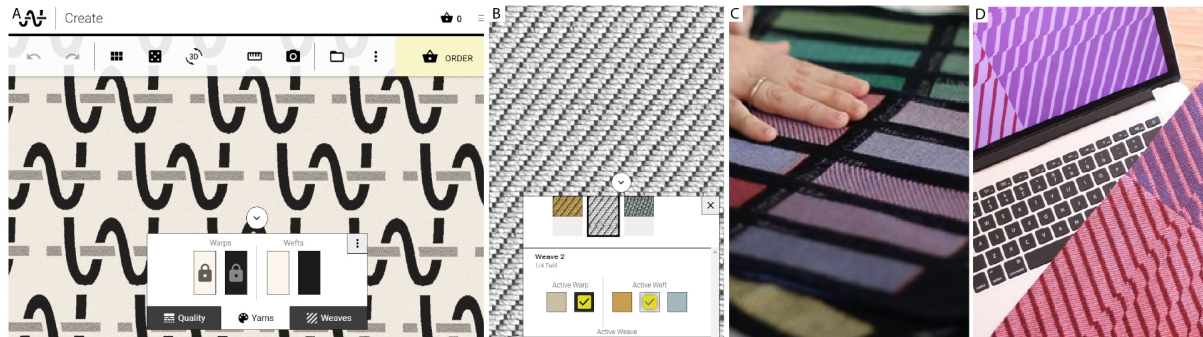 A
Create
0
3D
ORDER
Warps
Wefts
Quality
Yarns
Weaves
B
Weave 2
1/4 Twill
Active Warp
Active Weft
Active Weave
C
D